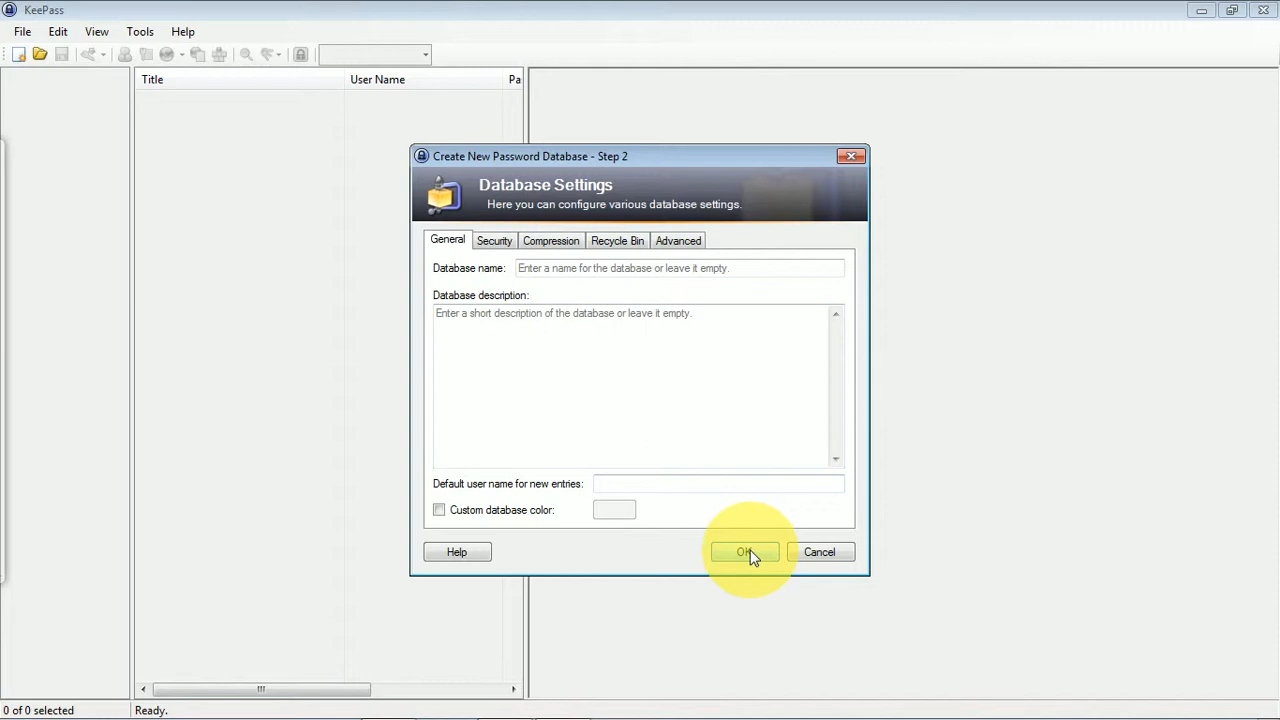 KeePass
File Edit View Tools Help
Title User Name Pa
Create New Password Database - Step 2
Database Settings
Here you can configure various database settings.
General Security Compression Recycle Bin Advanced
Database name: Enter a name for the database or leave it empty.
Database description:
Enter a short description of the database or leave it empty.
Default user name for new entries:
Custom database color:
Help OK Cancel
0 of 0 selected Ready.